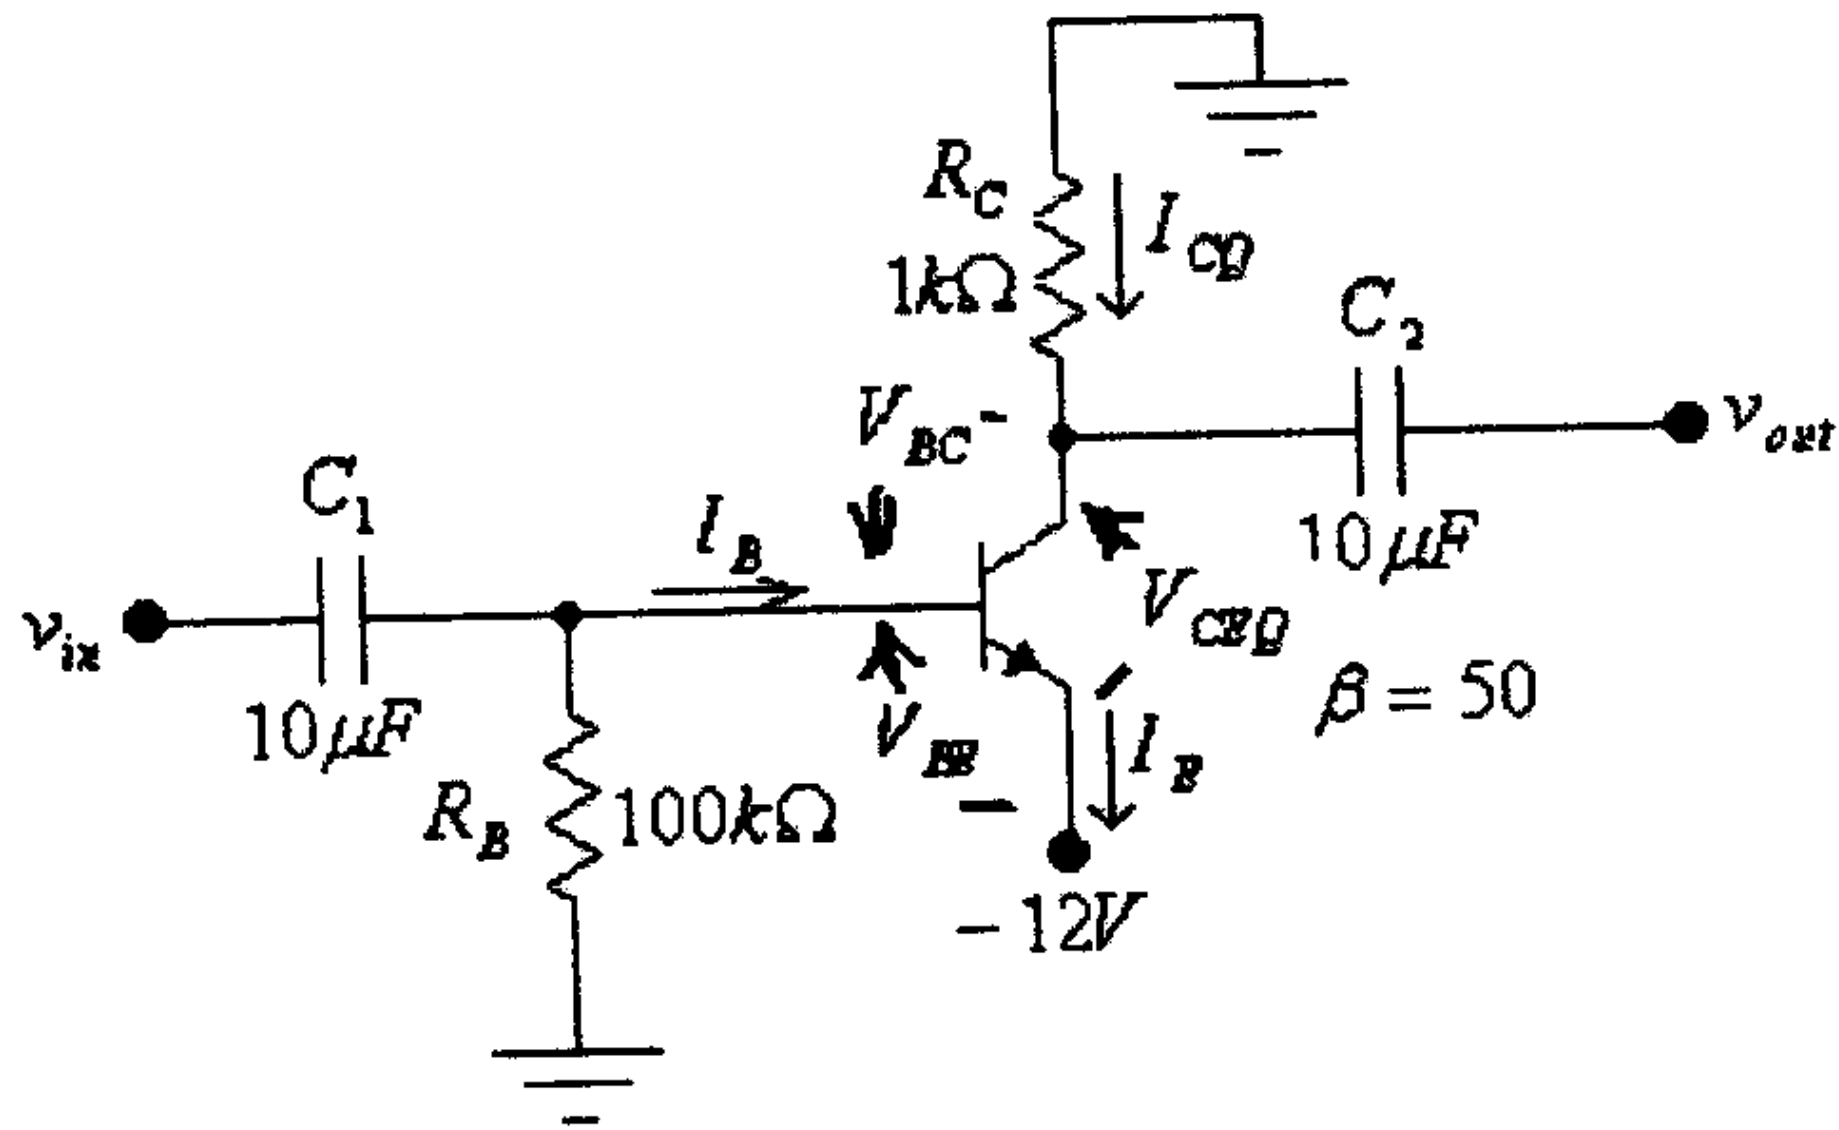 R_C
1kΩ
I_CQ
C_2
V_BC -
v_out
C_1
I_B
10μF
V_CEQ
v_in
β = 50
10μF
V_BE
I_E
R_B
100kΩ
-
- 12V